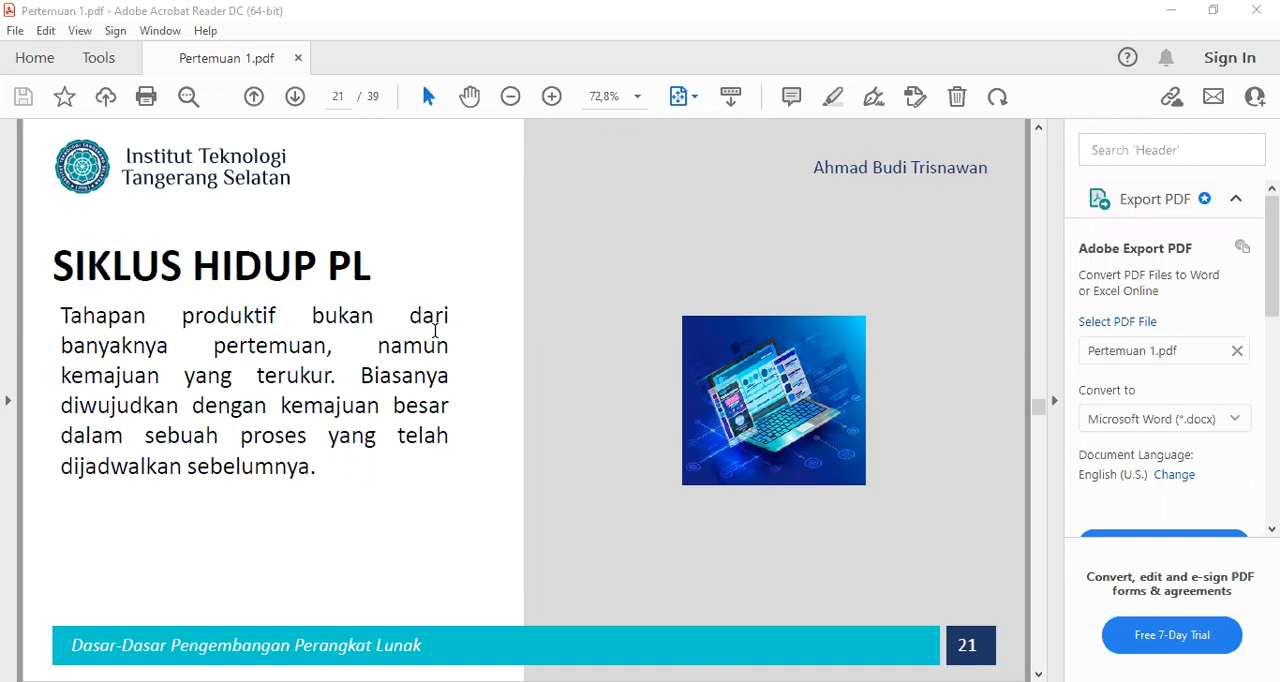 Pertemuan 1.pdf - Adobe Acrobat Reader DC (64-bit)
File Edit View Sign Window Help
Home Tools Pertemuan 1.pdf × Sign In
21 / 39 72,8%
Institut Teknologi
Tangerang Selatan
Ahmad Budi Trisnawan
SIKLUS HIDUP PL
Tahapan produktif bukan dari
banyaknya pertemuan, namun
kemajuan yang terukur. Biasanya
diwujudkan dengan kemajuan besar
dalam sebuah proses yang telah
dijadwalkan sebelumnya.
Dasar-Dasar Pengembangan Perangkat Lunak 21
Search 'Header'
Export PDF
Adobe Export PDF
Convert PDF Files to Word
or Excel Online
Select PDF File
Pertemuan 1.pdf
Convert to
Microsoft Word (*.docx)
Document Language:
English (U.S.) Change
Convert, edit and e-sign PDF
forms & agreements
Free 7-Day Trial